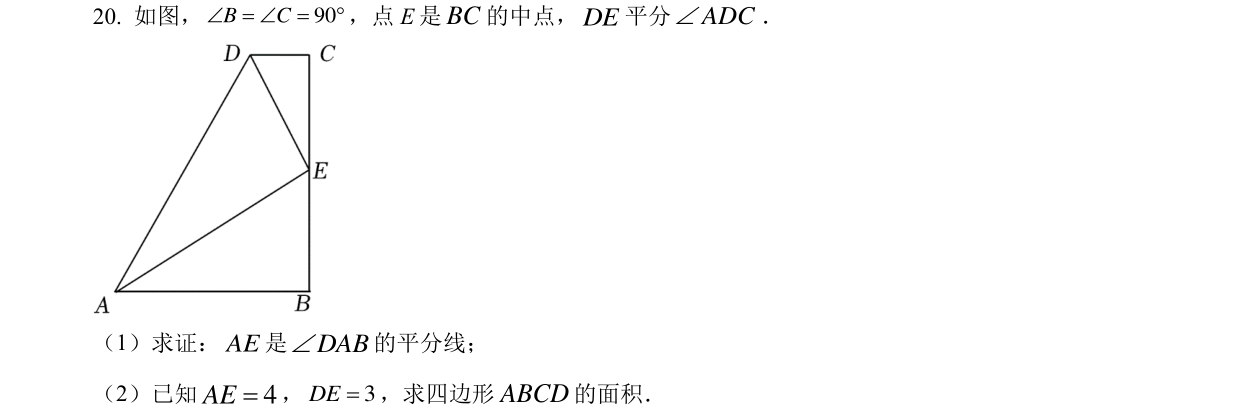 20. 如图，∠B=∠C=90°，点 E 是 BC 的中点，DE 平分∠ADC．
D
C
E
A
B
（1）求证：AE 是∠DAB 的平分线；
（2）已知 AE=4，DE=3，求四边形 ABCD 的面积．